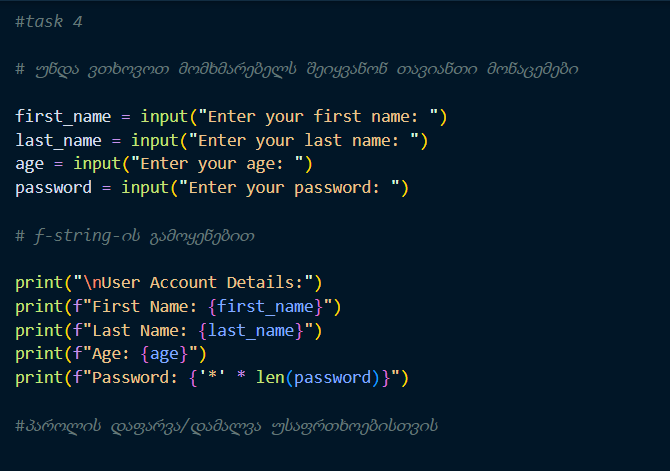 #task 4
# უნდა ვთხოვოთ მომხმარებელს შეიყვანონ თავიანთი მონაცემები
first_name = input("Enter your first name: ")
last_name = input("Enter your last name: ")
age = input("Enter your age: ")
password = input("Enter your password: ")
# f-string-ის გამოყენებით
print("\nUser Account Details:")
print(f"First Name: {first_name}")
print(f"Last Name: {last_name}")
print(f"Age: {age}")
print(f"Password: {'*' * len(password)}")
#პაროლის დაფარვა/დამალვა უსაფრთხოებისთვის